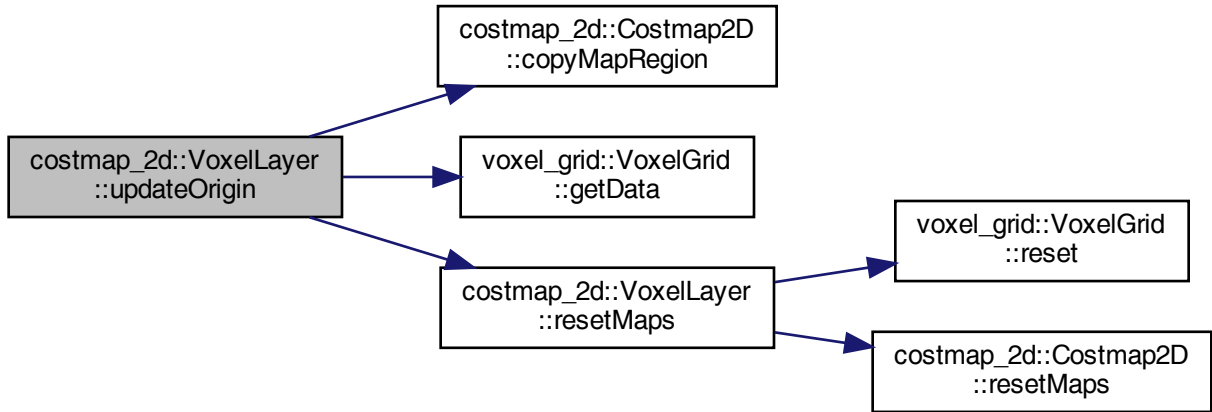 costmap_2d::Costmap2D
::copyMapRegion
costmap_2d::VoxelLayer
::updateOrigin
voxel_grid::VoxelGrid
::getData
voxel_grid::VoxelGrid
::reset
costmap_2d::VoxelLayer
::resetMaps
costmap_2d::Costmap2D
::resetMaps